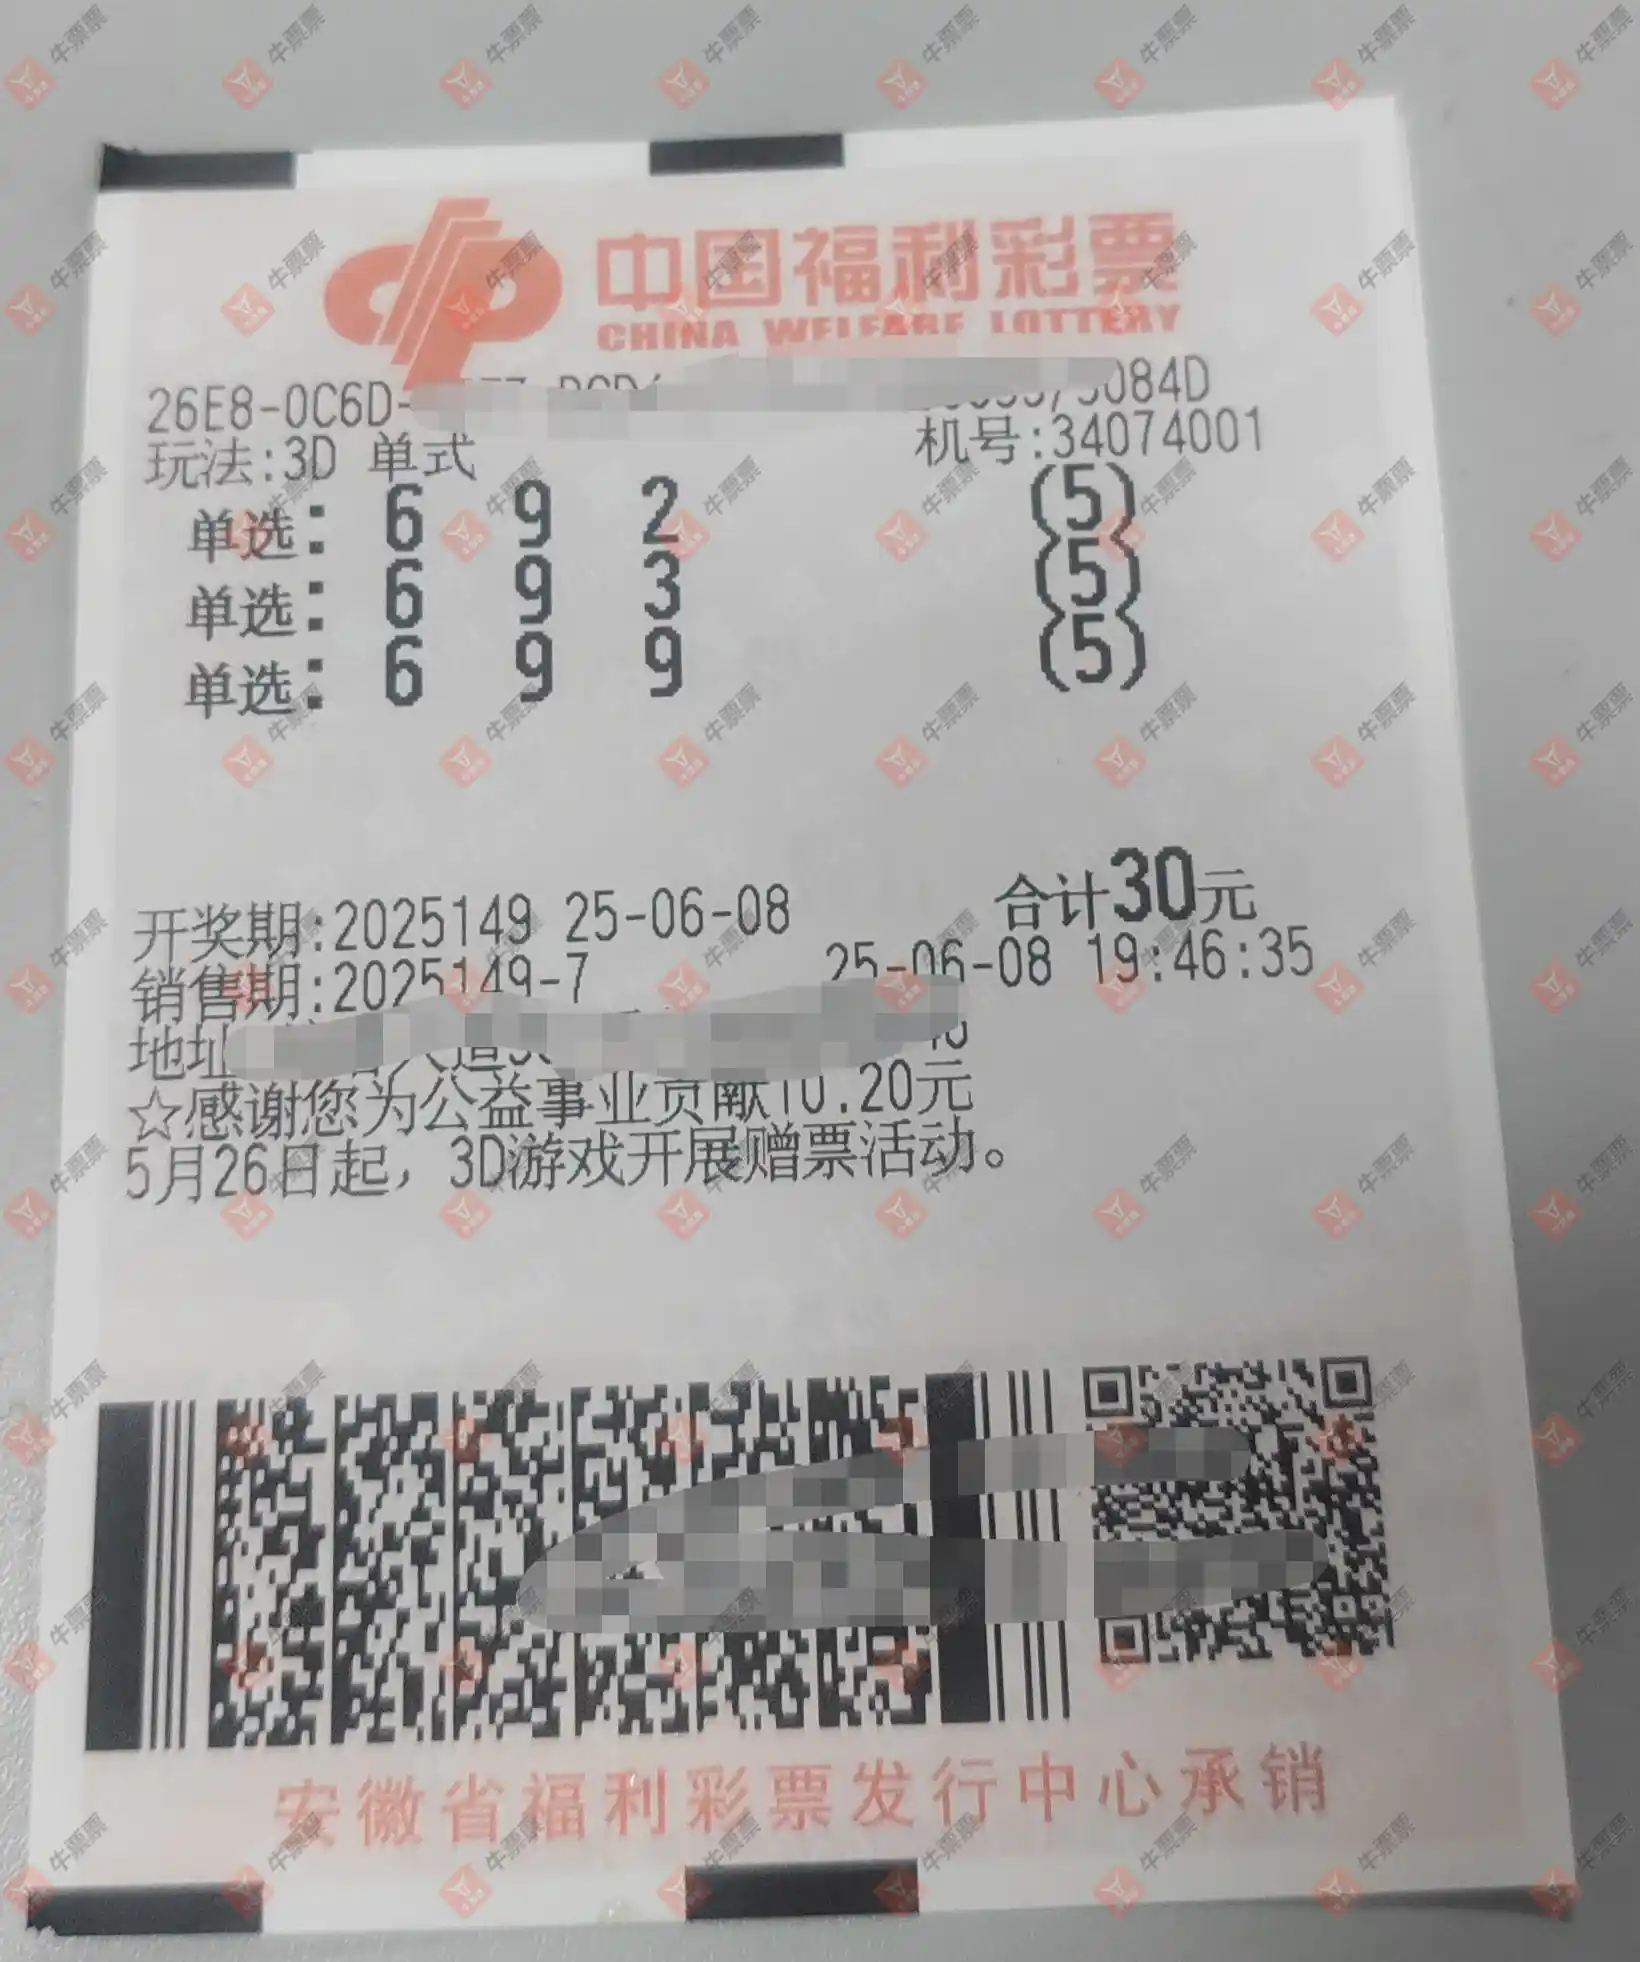 中国福利彩票
CHINA WELFARE LOTTERY
26E8-0C6D- 084D
玩法:3D 单式 机号:34074001
单选: 6 9 2 (5)
单选: 6 9 3 (5)
单选: 6 9 9 (5)
合计30元
开奖期:2025149 25-06-08
销售期:2025149-7 25-06-08 19:46:35
地址
☆感谢您为公益事业贡献10.20元
5月26日起，3D游戏开展赠票活动。
安徽省福利彩票发行中心承销
牛票票